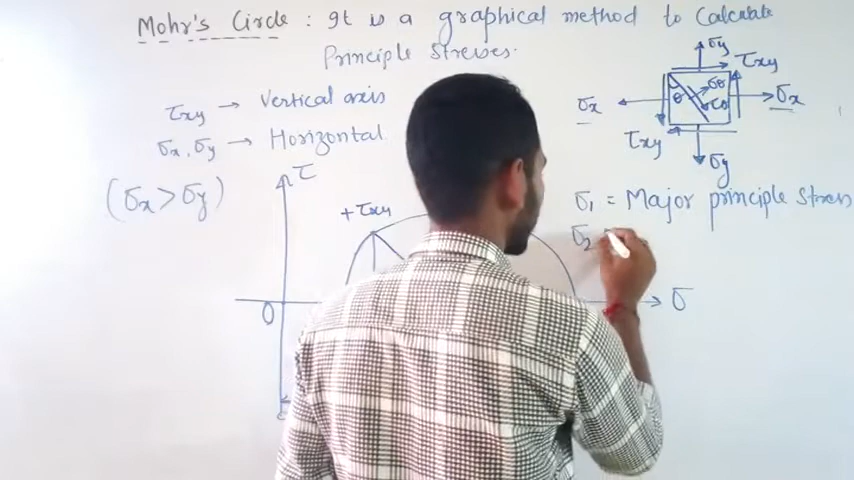 Mohr's Circle : It is a graphical method to Calculate
Principle Stresses.
τxy → Vertical axis
σx, σy → Horizontal
(σx > σy)
τ
+τxy
0
σ
σy
τxy
σx
σθ
θ
σx
τxy
σy
σ1 = Major principle Stress
σ2 =